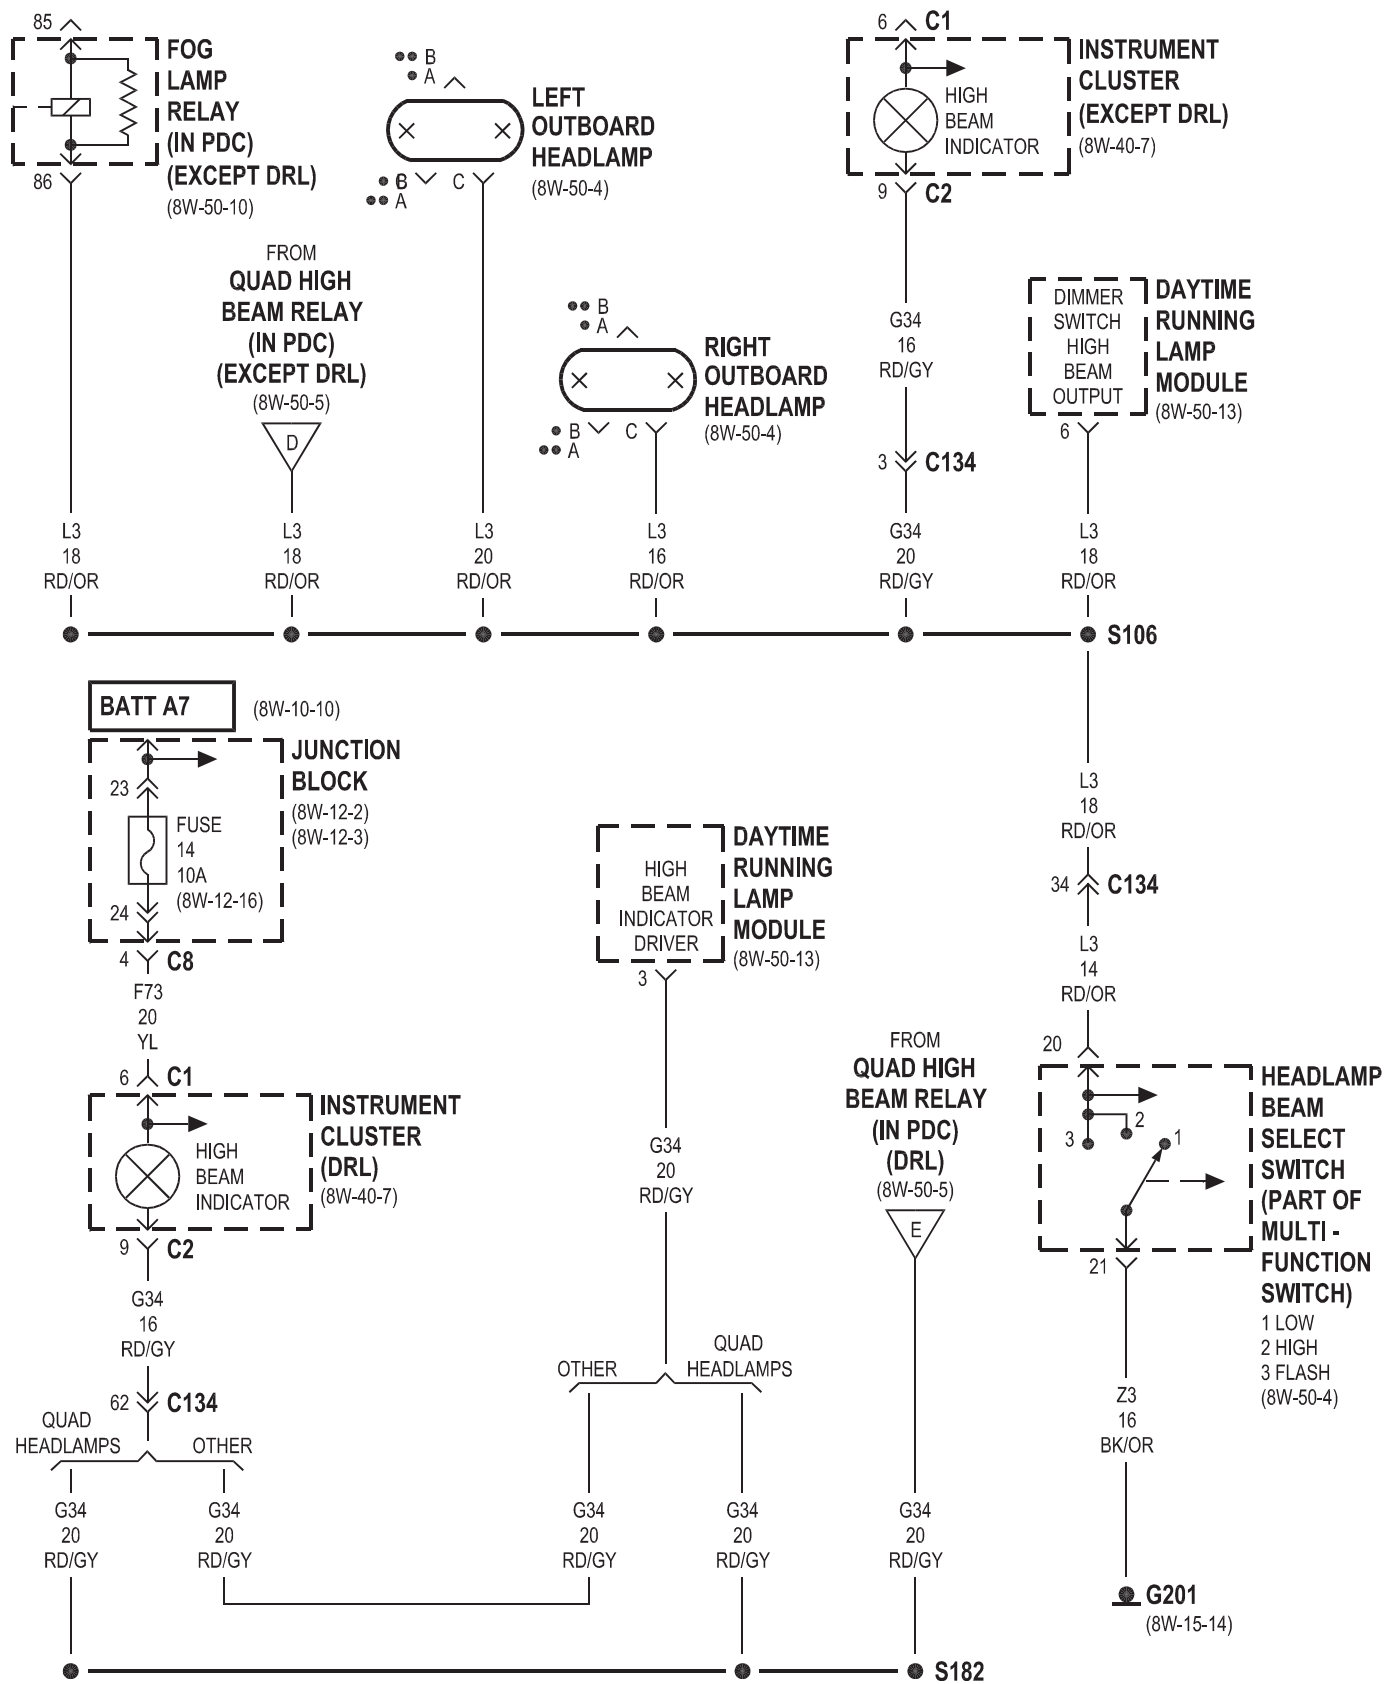 85
FOG
LAMP
RELAY
(IN PDC)
(EXCEPT DRL)
(8W-50-10)
86
B
A
LEFT
OUTBOARD
HEADLAMP
(8W-50-4)
B
A
C
6 C1
INSTRUMENT
CLUSTER
(EXCEPT DRL)
(8W-40-7)
HIGH
BEAM
INDICATOR
9 C2
FROM
QUAD HIGH
BEAM RELAY
(IN PDC)
(EXCEPT DRL)
(8W-50-5)
D
B
A
RIGHT
OUTBOARD
HEADLAMP
(8W-50-4)
B
A
C
G34
16
RD/GY
3 C134
DIMMER
SWITCH
HIGH
BEAM
OUTPUT
DAYTIME
RUNNING
LAMP
MODULE
(8W-50-13)
6
L3
18
RD/OR
L3
18
RD/OR
L3
20
RD/OR
L3
16
RD/OR
G34
20
RD/GY
L3
18
RD/OR
S106
BATT A7
(8W-10-10)
JUNCTION
BLOCK
(8W-12-2)
(8W-12-3)
23
FUSE
14
10A
(8W-12-16)
24
4 C8
F73
20
YL
6 C1
INSTRUMENT
CLUSTER
(DRL)
(8W-40-7)
HIGH
BEAM
INDICATOR
9 C2
G34
16
RD/GY
62 C134
QUAD
HEADLAMPS
OTHER
G34
20
RD/GY
G34
20
RD/GY
HIGH
BEAM
INDICATOR
DRIVER
DAYTIME
RUNNING
LAMP
MODULE
(8W-50-13)
3
G34
20
RD/GY
OTHER
QUAD
HEADLAMPS
G34
20
RD/GY
G34
20
RD/GY
FROM
QUAD HIGH
BEAM RELAY
(IN PDC)
(DRL)
(8W-50-5)
E
G34
20
RD/GY
S182
L3
18
RD/OR
34 C134
L3
14
RD/OR
20
HEADLAMP
BEAM
SELECT
SWITCH
(PART OF
MULTI -
FUNCTION
SWITCH)
1 LOW
2 HIGH
3 FLASH
(8W-50-4)
2
3
1
21
Z3
16
BK/OR
G201
(8W-15-14)